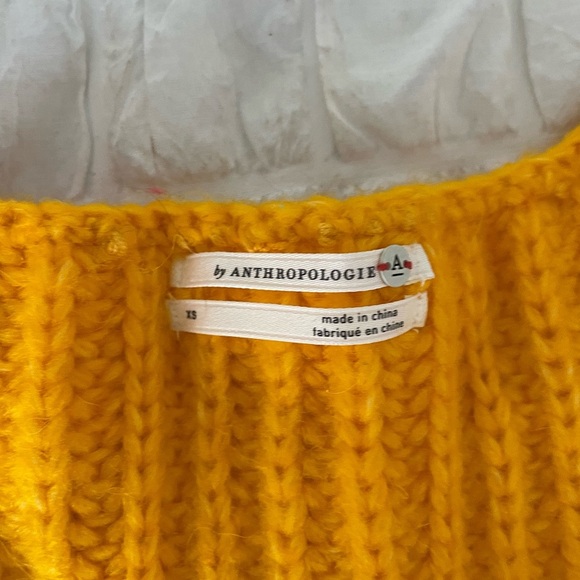 by ANTHROPOLOGIE A
XS
made in china
fabriqué en chine